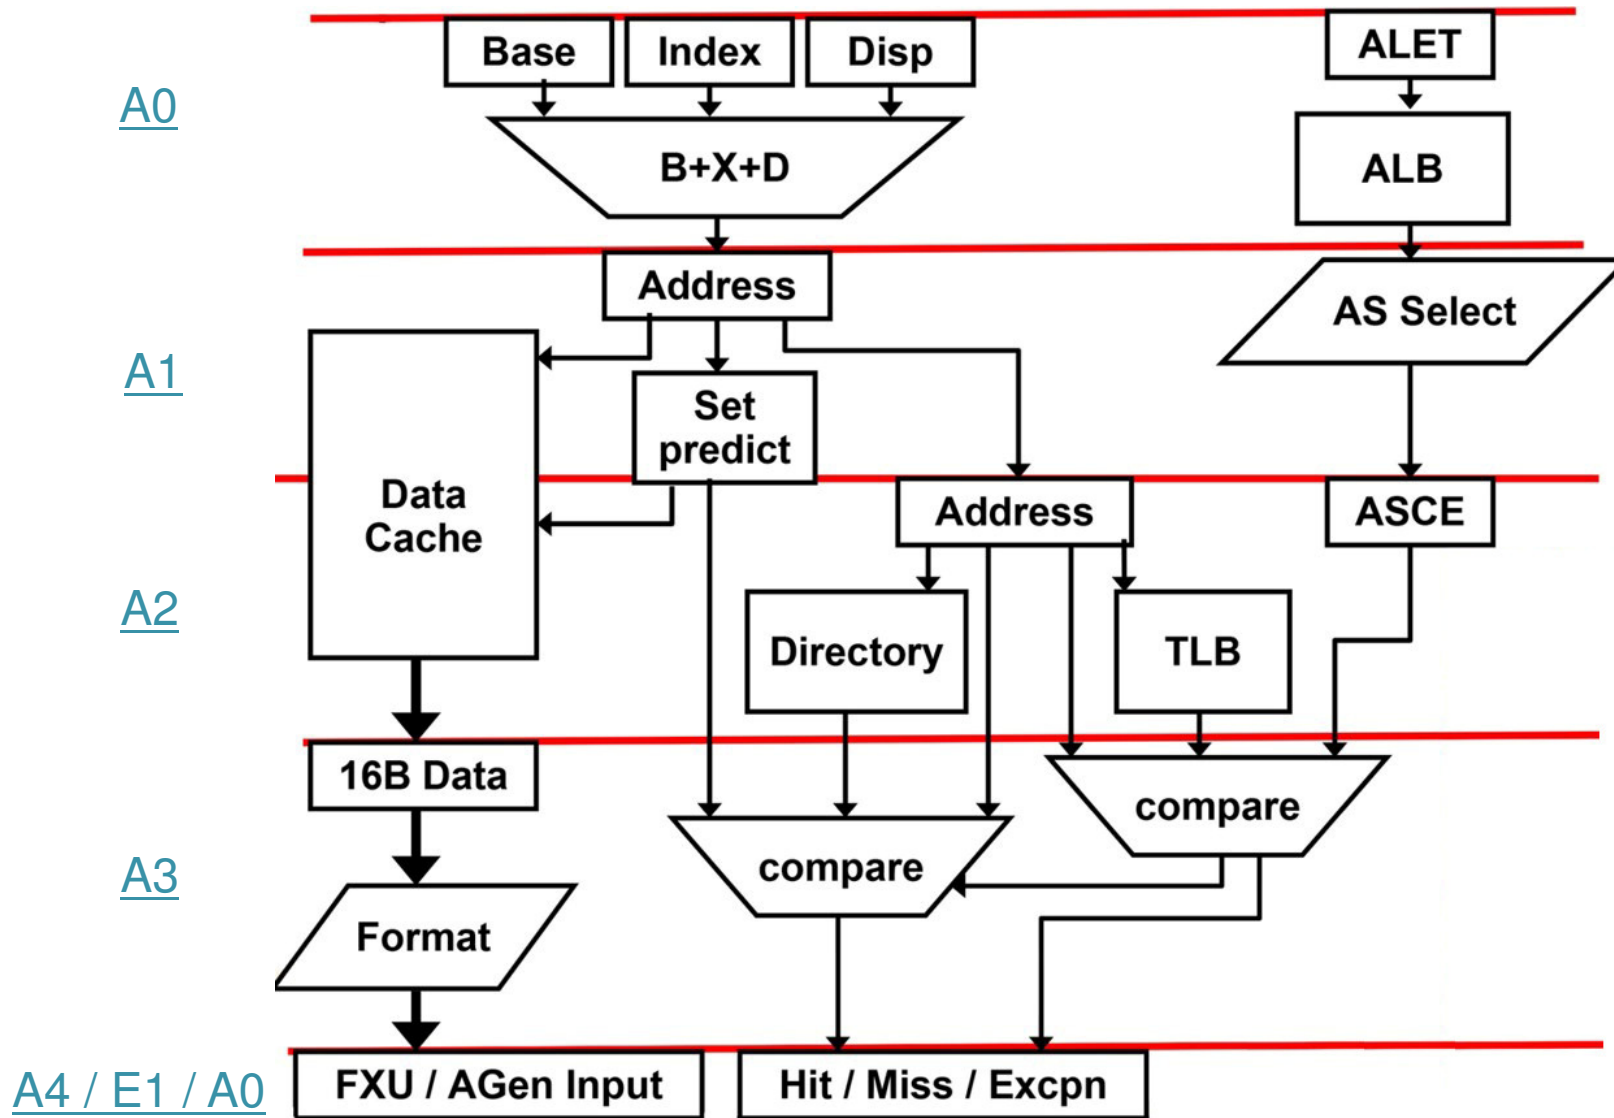 Base
Index
Disp
ALET
A0
B+X+D
ALB
Address
AS Select
A1
Set
predict
Data
Cache
Address
ASCE
A2
Directory
TLB
16B Data
compare
A3
compare
Format
A4 / E1 / A0
FXU / AGen Input
Hit / Miss / Excpn